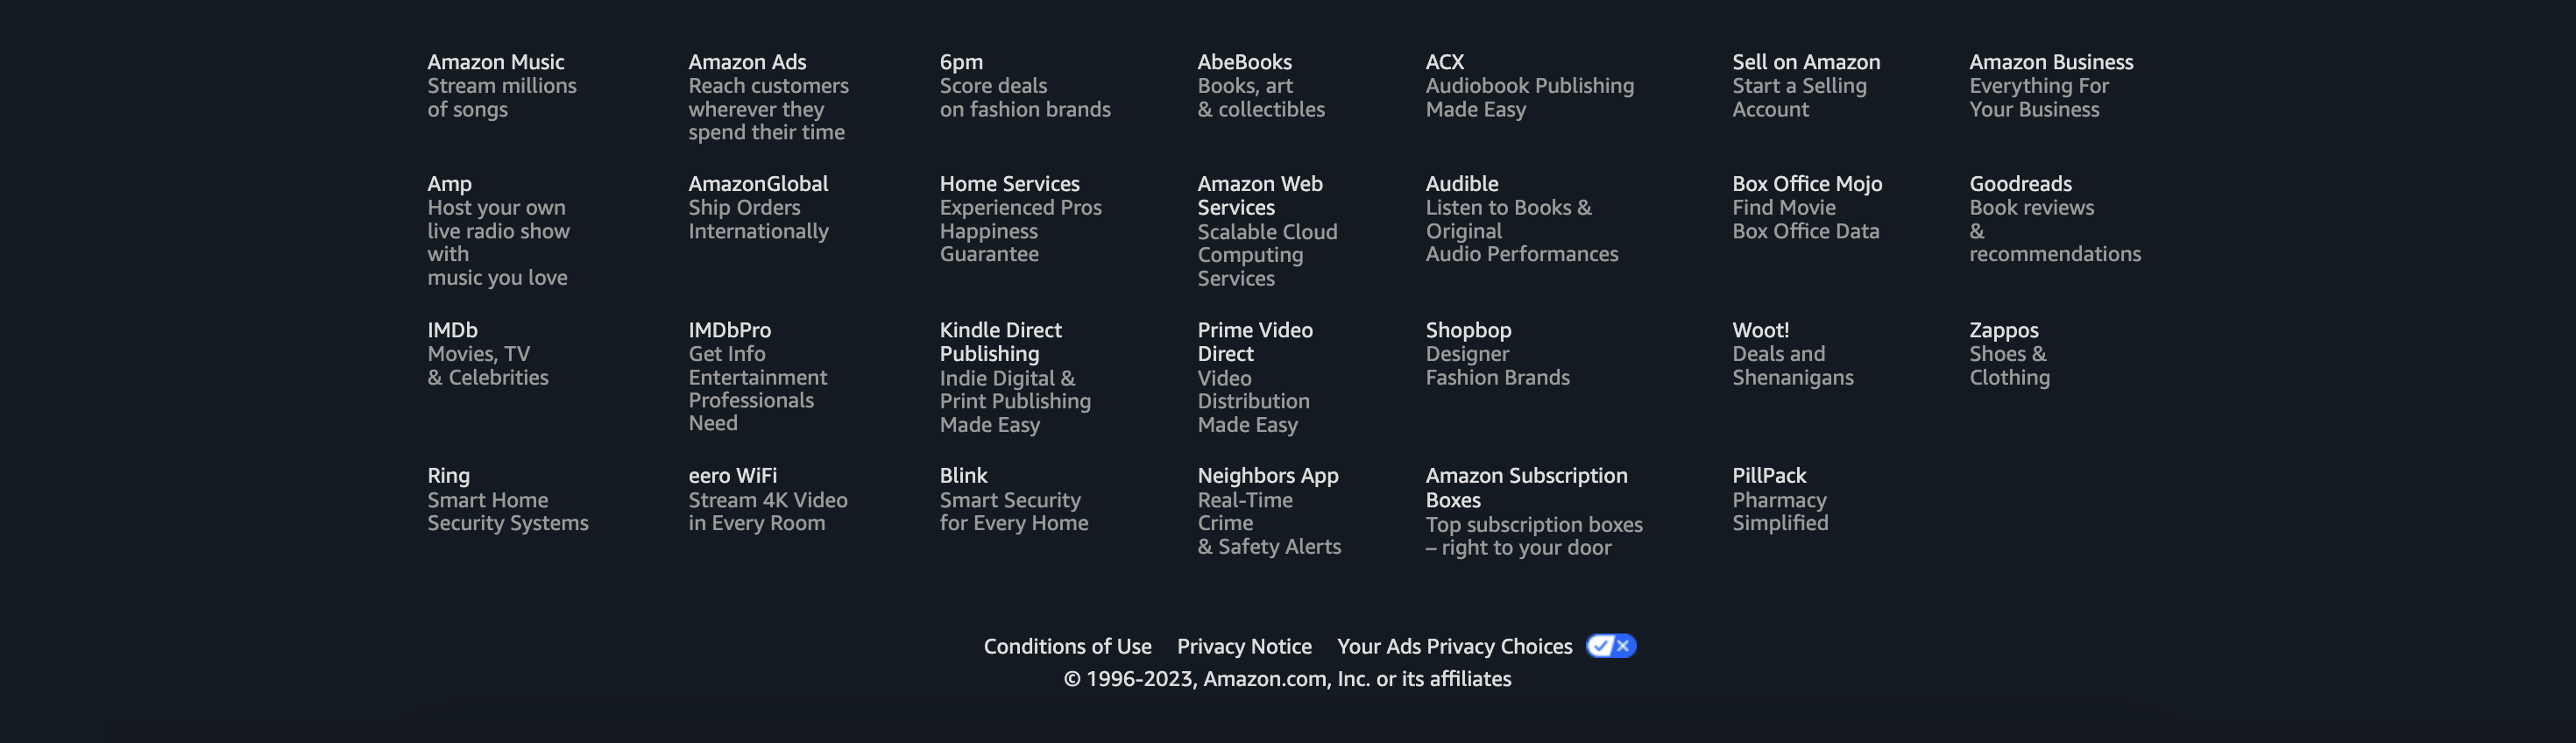 Amazon Music
Stream millions
of songs
Amazon Ads
Reach customers
wherever they
spend their time
6pm
Score deals
on fashion brands
AbeBooks
Books, art
& collectibles
ACX
Audiobook Publishing
Made Easy
Sell on Amazon
Start a Selling
Account
Amazon Business
Everything For
Your Business
Amp
Host your own
live radio show
with
music you love
AmazonGlobal
Ship Orders
Internationally
Home Services
Experienced Pros
Happiness
Guarantee
Amazon Web
Services
Scalable Cloud
Computing
Services
Audible
Listen to Books &
Original
Audio Performances
Box Office Mojo
Find Movie
Box Office Data
Goodreads
Book reviews
&
recommendations
IMDb
Movies, TV
& Celebrities
IMDbPro
Get Info
Entertainment
Professionals
Need
Kindle Direct
Publishing
Indie Digital &
Print Publishing
Made Easy
Prime Video
Direct
Video
Distribution
Made Easy
Shopbop
Designer
Fashion Brands
Woot!
Deals and
Shenanigans
Zappos
Shoes &
Clothing
Ring
Smart Home
Security Systems
eero WiFi
Stream 4K Video
in Every Room
Blink
Smart Security
for Every Home
Neighbors App
Real-Time
Crime
& Safety Alerts
Amazon Subscription
Boxes
Top subscription boxes
– right to your door
PillPack
Pharmacy
Simplified
Conditions of Use Privacy Notice Your Ads Privacy Choices
© 1996-2023, Amazon.com, Inc. or its affiliates